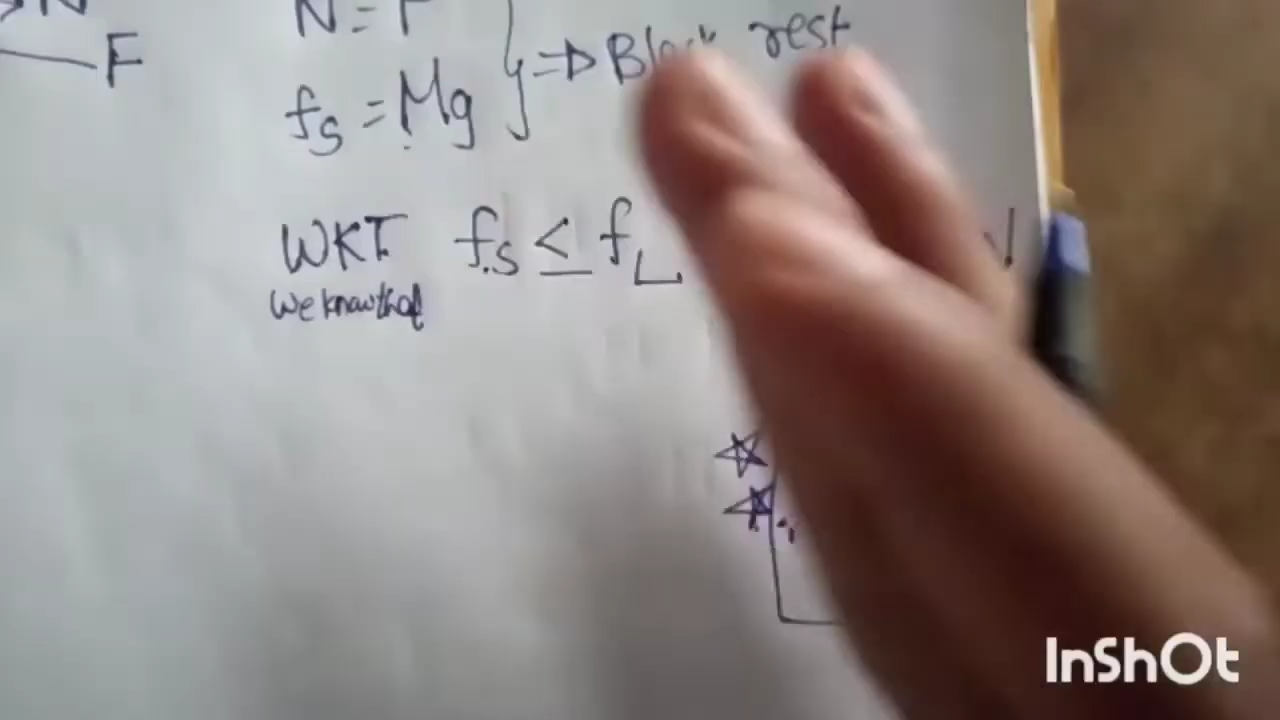 N
N = F
F
fs = Mg } => Block rest
WKT fs ≤ fL
We know that
InShOt